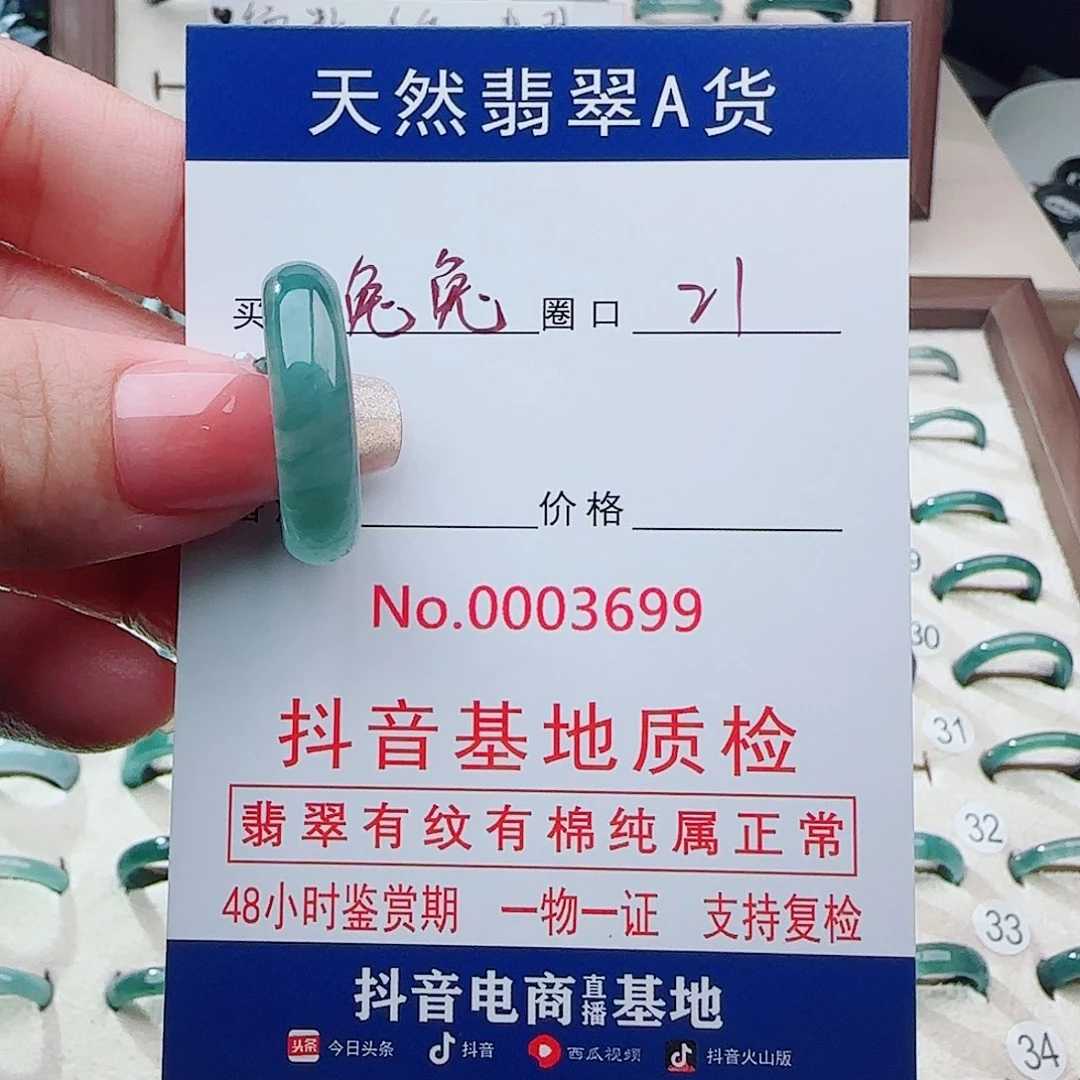 天然翡翠A货
买 兔兔 圈口 21
价格
No.0003699
抖音基地质检
翡翠有纹有棉纯属正常
48小时鉴赏期 一物一证 支持复检
抖音电商直播基地
头条 今日头条 抖音 西瓜视频 抖音火山版
30
31
32
33
34